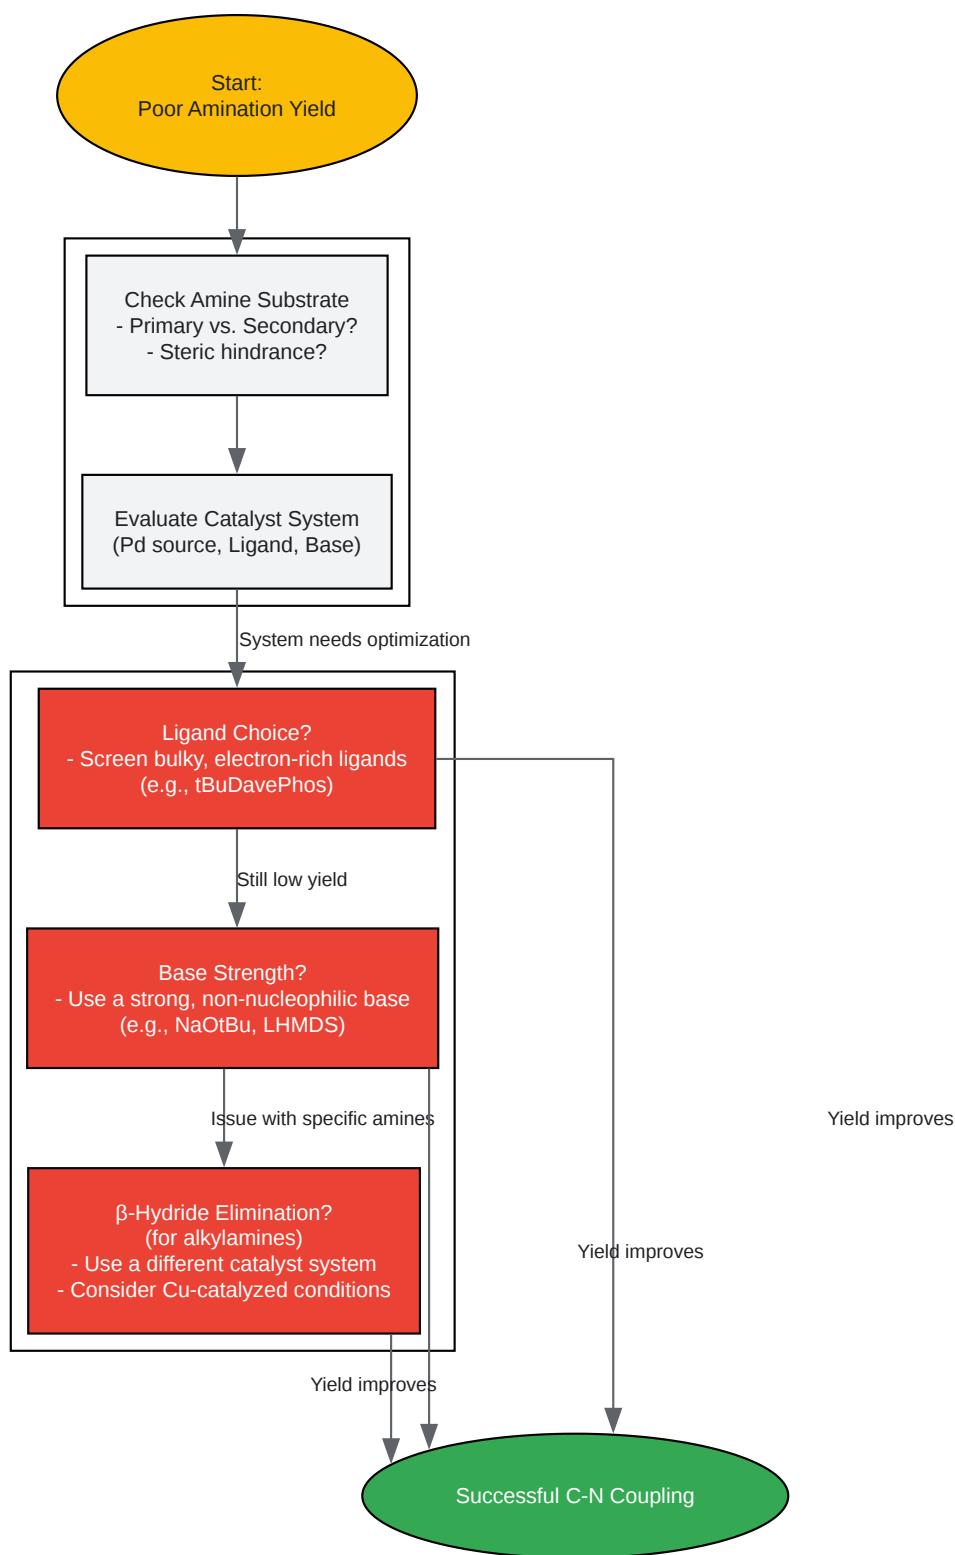 Start:
Poor Amination Yield
Check Amine Substrate
- Primary vs. Secondary?
- Steric hindrance?
Evaluate Catalyst System
(Pd source, Ligand, Base)
System needs optimization
Ligand Choice?
- Screen bulky, electron-rich ligands
(e.g., tBuDavePhos)
Still low yield
Base Strength?
- Use a strong, non-nucleophilic base
(e.g., NaOtBu, LHMDS)
Issue with specific amines
Yield improves
β-Hydride Elimination?
(for alkylamines)
- Use a different catalyst system
- Consider Cu-catalyzed conditions
Yield improves
Yield improves
Successful C-N Coupling